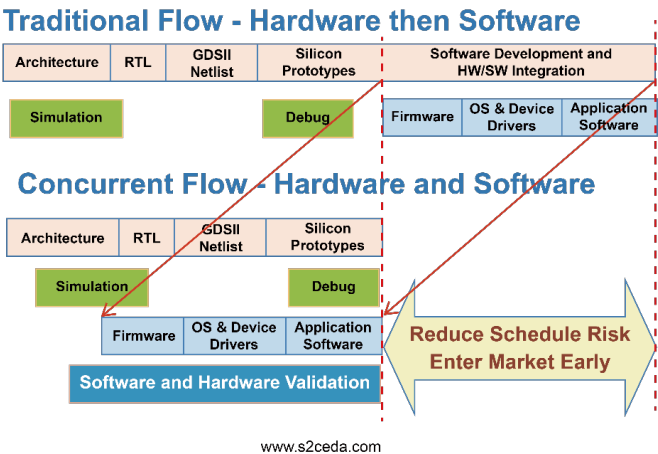 Traditional Flow - Hardware then Software
Architecture
RTL
GDSII
Netlist
Silicon
Prototypes
Software Development and
HW/SW Integration
Simulation
Debug
Firmware
OS & Device
Drivers
Application
Software
Concurrent Flow - Hardware and Software
Architecture
RTL
GDSII
Netlist
Silicon
Prototypes
Simulation
Debug
Firmware
OS & Device
Drivers
Application
Software
Reduce Schedule Risk
Enter Market Early
Software and Hardware Validation
www.s2ceda.com